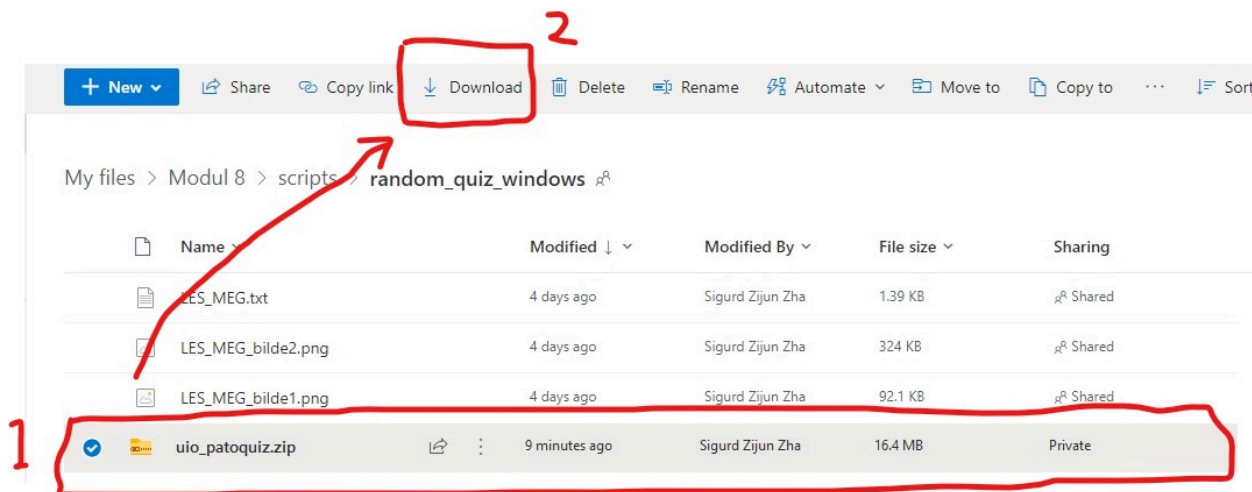 2
+ New Share Copy link Download Delete Rename Automate Move to Copy to ... Sort
My files > Modul 8 > scripts > random_quiz_windows
Name Modified ↓ Modified By File size Sharing
LES_MEG.txt 4 days ago Sigurd Zijun Zha 1.39 KB Shared
LES_MEG_bilde2.png 4 days ago Sigurd Zijun Zha 324 KB Shared
LES_MEG_bilde1.png 4 days ago Sigurd Zijun Zha 92.1 KB Shared
1 uio_patoquiz.zip 9 minutes ago Sigurd Zijun Zha 16.4 MB Private